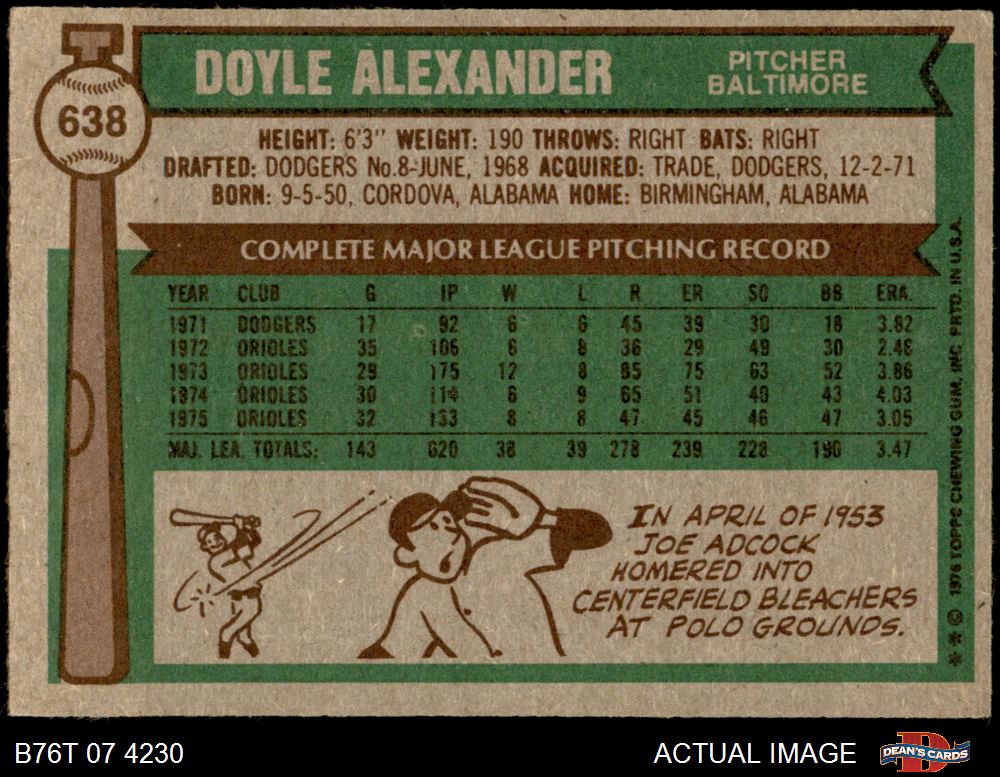 DOYLE ALEXANDER
PITCHER
BALTIMORE
638
HEIGHT: 6'3" WEIGHT: 190 THROWS: RIGHT BATS: RIGHT
DRAFTED: DODGERS No.8-JUNE, 1968 ACQUIRED: TRADE, DODGERS, 12-2-71
BORN: 9-5-50, CORDOVA, ALABAMA HOME: BIRMINGHAM, ALABAMA
COMPLETE MAJOR LEAGUE PITCHING RECORD
YEAR CLUB G IP W L R ER SO BB ERA.
1971 DODGERS 17 92 6 6 45 39 30 18 3.82
1972 ORIOLES 35 106 6 8 36 29 49 30 2.46
1973 ORIOLES 29 175 12 8 85 75 63 52 3.86
1974 ORIOLES 30 114 6 9 65 51 40 43 4.03
1975 ORIOLES 32 133 8 8 47 45 46 47 3.05
MAJ. LEA. TOTALS: 143 620 38 39 278 239 228 190 3.47
IN APRIL OF 1953
JOE ADCOCK
HOMERED INTO
CENTERFIELD BLEACHERS
AT POLO GROUNDS.
* * © 1976 TOPPS CHEWING GUM, INC. PRTD. IN U.S.A.
B76T 07 4230
ACTUAL IMAGE
DEAN'S CARDS